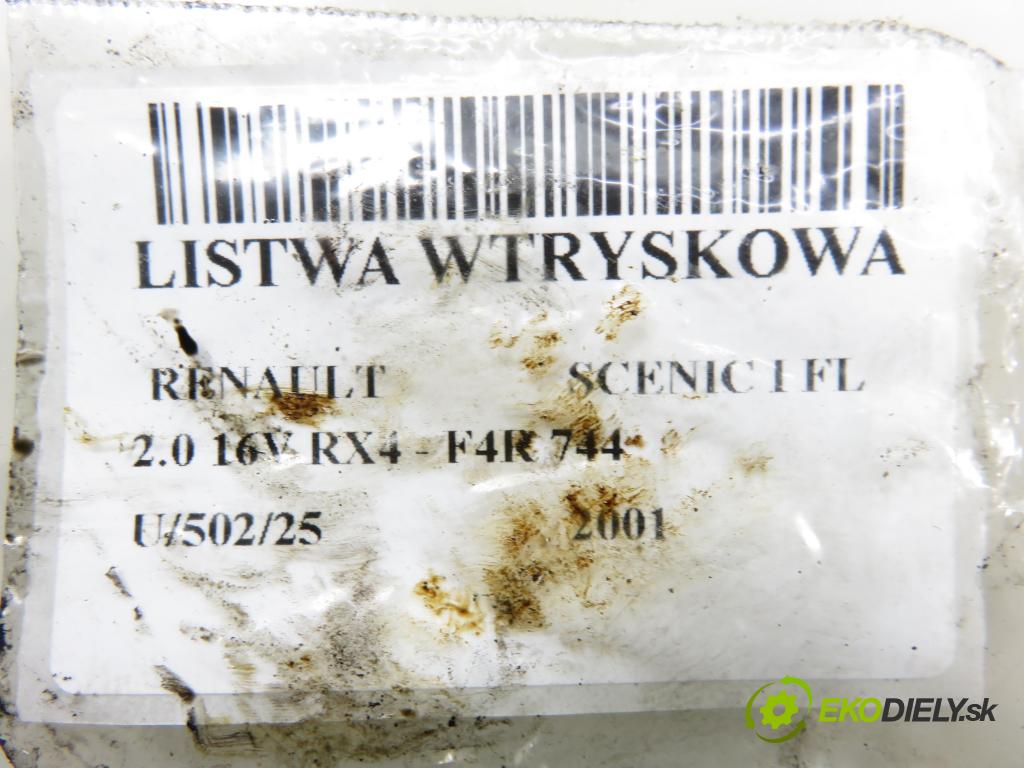 LISTWA WTRYSKOWA
RENAULT SCENIC I FL
2.0 16V RX4 - F4R 744
U/502/25 2001
EKODIELY.sk